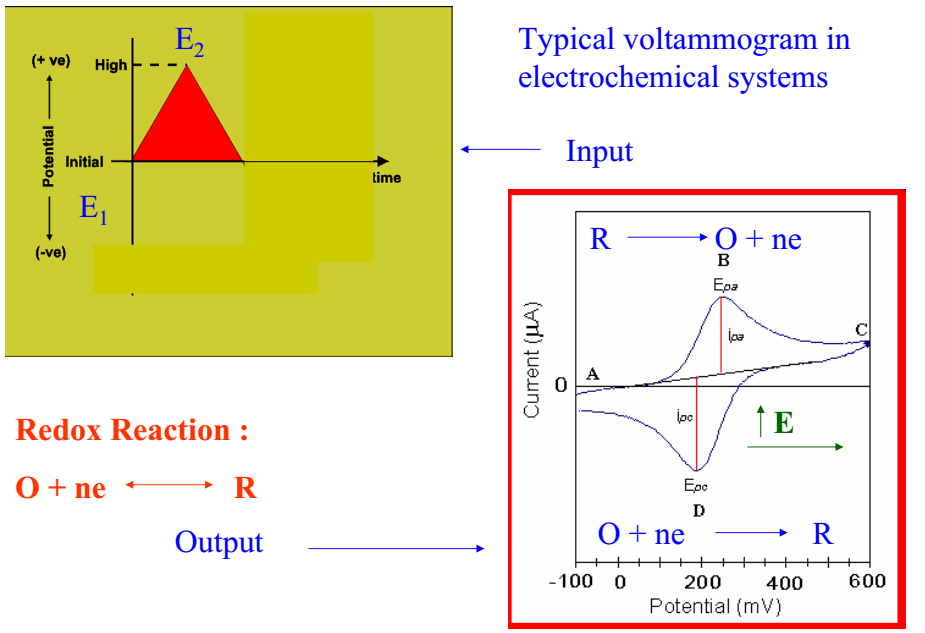 Typical voltammogram in
electrochemical systems
E2
(+ ve)
High
Potential
Initial
time
E1
(-ve)
Input
R → O + ne
B
Epa
ipa
C
Current (µA)
0
A
ipc
↑ E
Epc
D
O + ne → R
-100 0 200 400 600
Potential (mV)
Redox Reaction :
O + ne ↔ R
Output